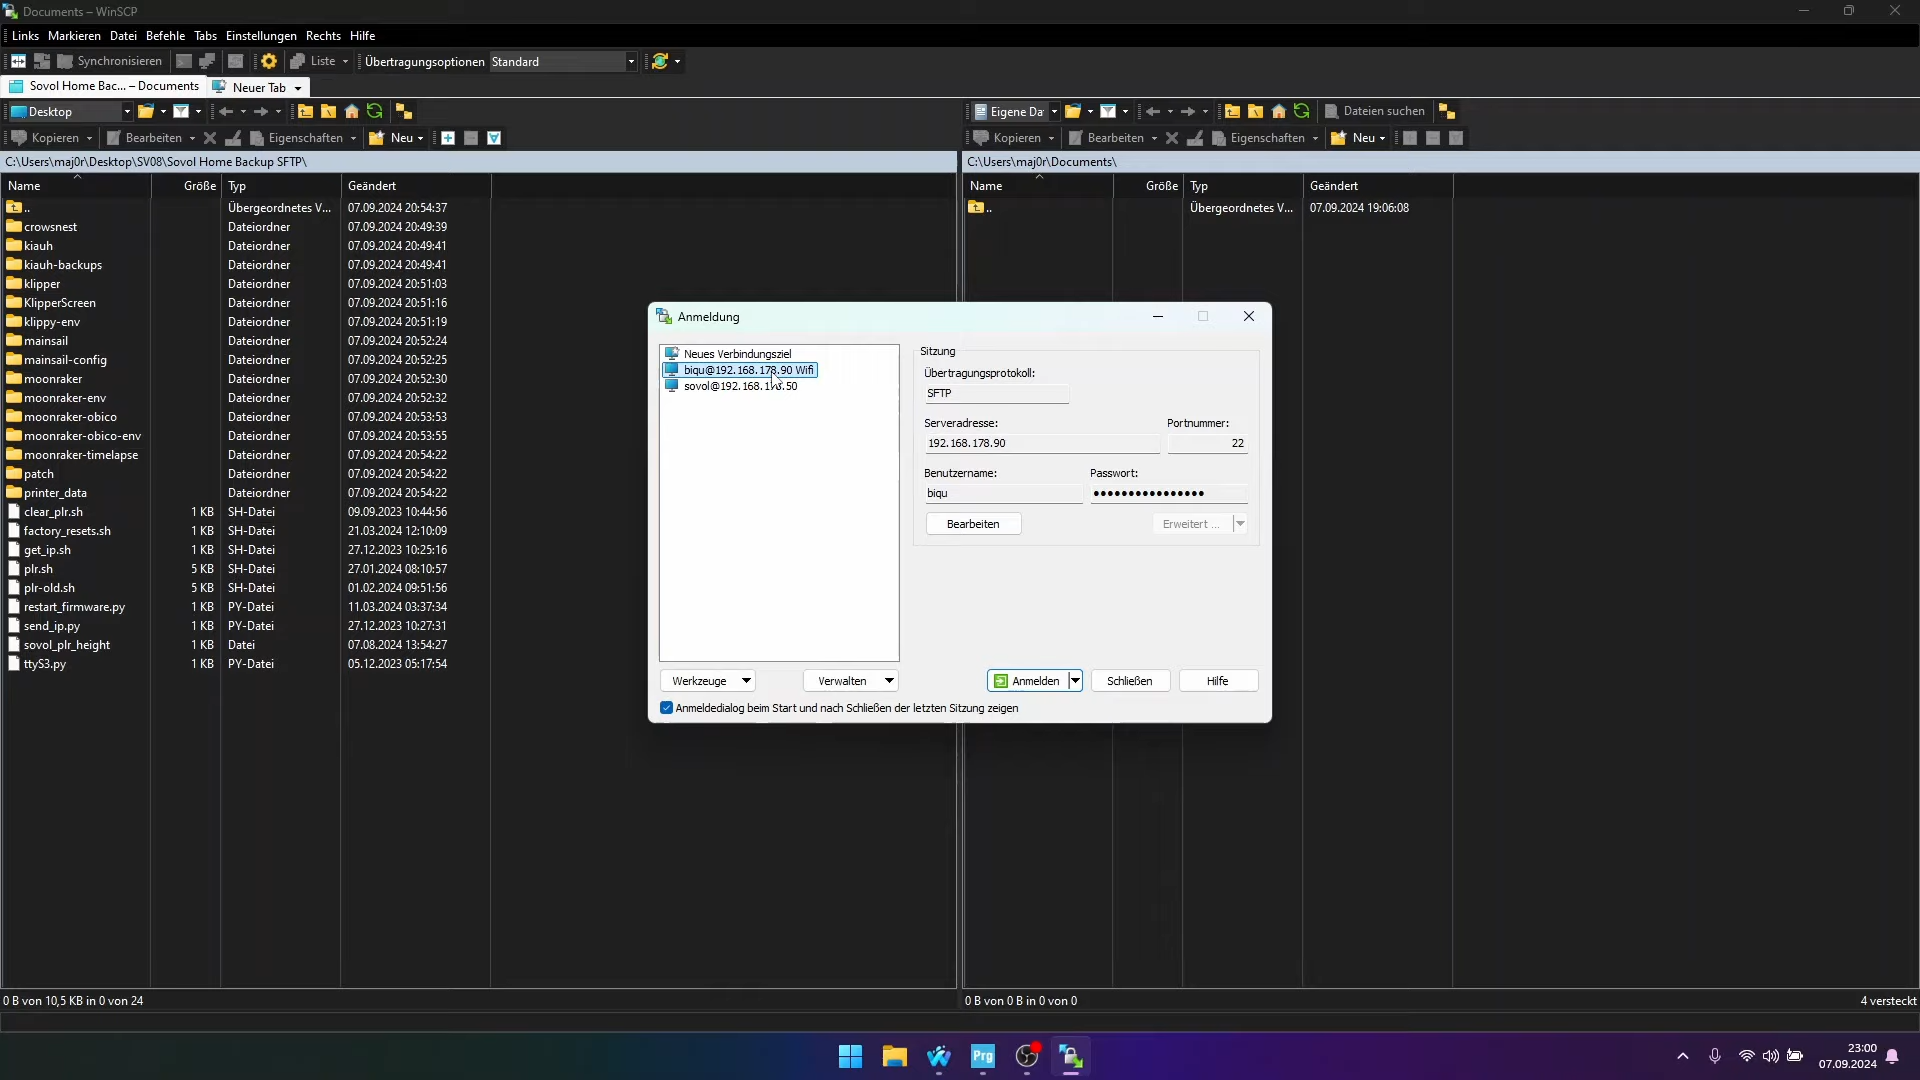 Documents – WinSCP
Links Markieren Datei Befehle Tabs Einstellungen Rechts Hilfe
Synchronisieren Liste Übertragungsoptionen Standard
Sovol Home Bac... – Documents Neuer Tab
Desktop
Eigene Da Dateien suchen
Kopieren Bearbeiten Eigenschaften Neu
Kopieren Bearbeiten Eigenschaften Neu
C:\Users\maj0r\Desktop\SV08\Sovol Home Backup SFTP\
C:\Users\maj0r\Documents\
Name Größe Typ Geändert
.. Übergeordnetes V... 07.09.2024 20:54:37
crowsnest Dateiordner 07.09.2024 20:49:39
kiauh Dateiordner 07.09.2024 20:49:41
kiauh-backups Dateiordner 07.09.2024 20:49:41
klipper Dateiordner 07.09.2024 20:51:03
KlipperScreen Dateiordner 07.09.2024 20:51:16
klippy-env Dateiordner 07.09.2024 20:51:19
mainsail Dateiordner 07.09.2024 20:52:24
mainsail-config Dateiordner 07.09.2024 20:52:25
moonraker Dateiordner 07.09.2024 20:52:30
moonraker-env Dateiordner 07.09.2024 20:52:32
moonraker-obico Dateiordner 07.09.2024 20:53:53
moonraker-obico-env Dateiordner 07.09.2024 20:53:55
moonraker-timelapse Dateiordner 07.09.2024 20:54:22
patch Dateiordner 07.09.2024 20:54:22
printer_data Dateiordner 07.09.2024 20:54:22
clear_plr.sh 1 KB SH-Datei 09.09.2023 10:44:56
factory_resets.sh 1 KB SH-Datei 21.03.2024 12:10:09
get_ip.sh 1 KB SH-Datei 27.12.2023 10:25:16
plr.sh 5 KB SH-Datei 27.01.2024 08:10:57
plr-old.sh 5 KB SH-Datei 01.02.2024 09:51:56
restart_firmware.py 1 KB PY-Datei 11.03.2024 03:37:34
send_ip.py 1 KB PY-Datei 27.12.2023 10:27:31
sovol_plr_height 1 KB Datei 07.08.2024 13:54:27
ttyS3.py 1 KB PY-Datei 05.12.2023 05:17:54
Name Größe Typ Geändert
.. Übergeordnetes V... 07.09.2024 19:06:08
Anmeldung
Neues Verbindungsziel
biqu@192.168.178.90 Wifi
sovol@192.168.178.50
Sitzung
Übertragungsprotokoll:
SFTP
Serveradresse: Portnummer:
192.168.178.90 22
Benutzername: Passwort:
biqu ••••••••••••••••
Bearbeiten Erweitert ...
Werkzeuge Verwalten Anmelden Schließen Hilfe
Anmeldedialog beim Start und nach Schließen der letzten Sitzung zeigen
0 B von 10,5 KB in 0 von 24
0 B von 0 B in 0 von 0
4 versteckt
Prg
23:00
07.09.2024